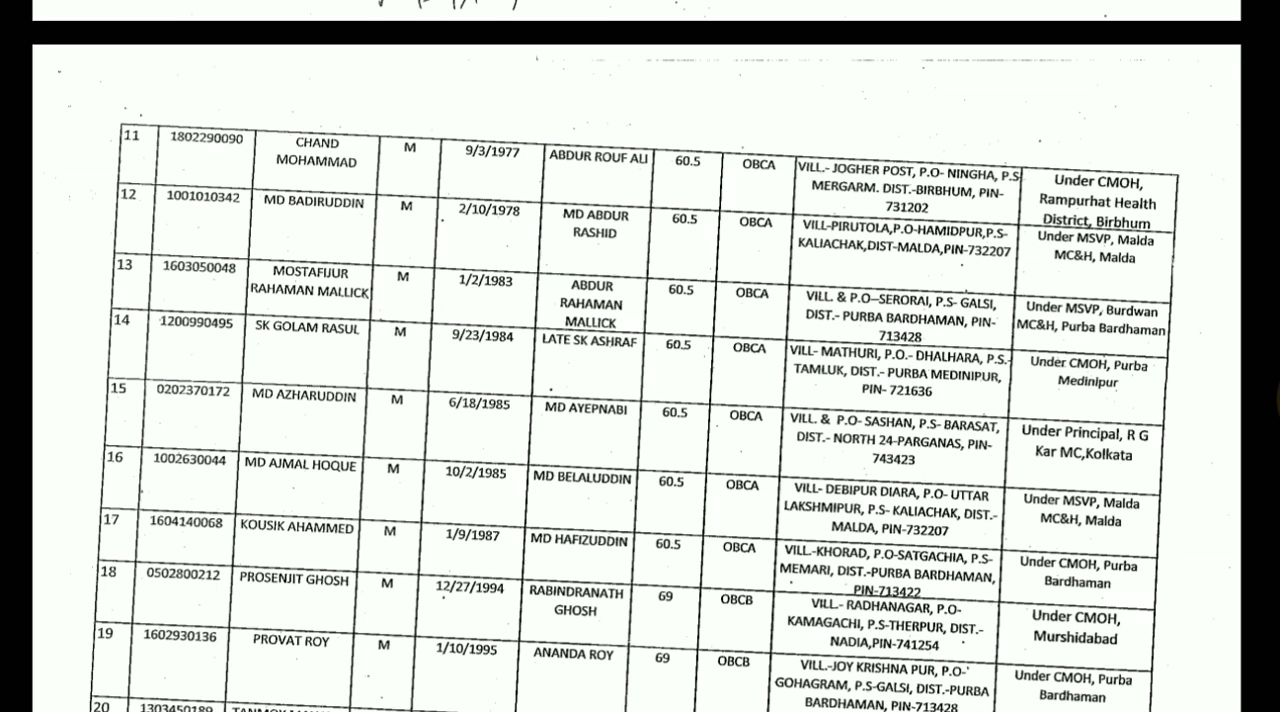 11 1802290090 CHAND MOHAMMAD M 9/3/1977 ABDUR ROUF ALI 60.5 OBCA VILL.- JOGHER POST, P.O- NINGHA, P.S MERGARM. DIST.-BIRBHUM, PIN- 731202 Under CMOH, Rampurhat Health District, Birbhum
12 1001010342 MD BADIRUDDIN M 2/10/1978 MD ABDUR RASHID 60.5 OBCA VILL-PIRUTOLA,P.O-HAMIDPUR,P.S- KALIACHAK,DIST-MALDA,PIN-732207 Under MSVP, Malda MC&H, Malda
13 1603050048 MOSTAFIJUR RAHAMAN MALLICK M 1/2/1983 ABDUR RAHAMAN MALLICK 60.5 OBCA VILL. & P.O--SERORAI, P.S- GALSI, DIST.- PURBA BARDHAMAN, PIN- 713428 Under MSVP, Burdwan MC&H, Purba Bardhaman
14 1200990495 SK GOLAM RASUL M 9/23/1984 LATE SK ASHRAF 60.5 OBCA VILL- MATHURI, P.O.- DHALHARA, P.S.- TAMLUK, DIST.- PURBA MEDINIPUR, PIN- 721636 Under CMOH, Purba Medinipur
15 0202370172 MD AZHARUDDIN M 6/18/1985 MD AYEPNABI 60.5 OBCA VILL. & P.O- SASHAN, P.S- BARASAT, DIST.- NORTH 24-PARGANAS, PIN- 743423 Under Principal, R G Kar MC,Kolkata
16 1002630044 MD AJMAL HOQUE M 10/2/1985 MD BELALUDDIN 60.5 OBCA VILL- DEBIPUR DIARA, P.O- UTTAR LAKSHMIPUR, P.S- KALIACHAK, DIST.- MALDA, PIN-732207 Under MSVP, Malda MC&H, Malda
17 1604140068 KOUSIK AHAMMED M 1/9/1987 MD HAFIZUDDIN 60.5 OBCA VILL.-KHORAD, P.O-SATGACHIA, P.S- MEMARI, DIST.-PURBA BARDHAMAN, PIN-713422 Under CMOH, Purba Bardhaman
18 0502800212 PROSENJIT GHOSH M 12/27/1994 RABINDRANATH GHOSH 69 OBCB VILL.- RADHANAGAR, P.O- KAMAGACHI, P.S-THERPUR, DIST.- NADIA,PIN-741254 Under CMOH, Murshidabad
19 1602930136 PROVAT ROY M 1/10/1995 ANANDA ROY 69 OBCB VILL.-JOY KRISHNA PUR, P.O- GOHAGRAM, P.S-GALSI, DIST.-PURBA BARDHAMAN, PIN-713428 Under CMOH, Purba Bardhaman
20 1303450189